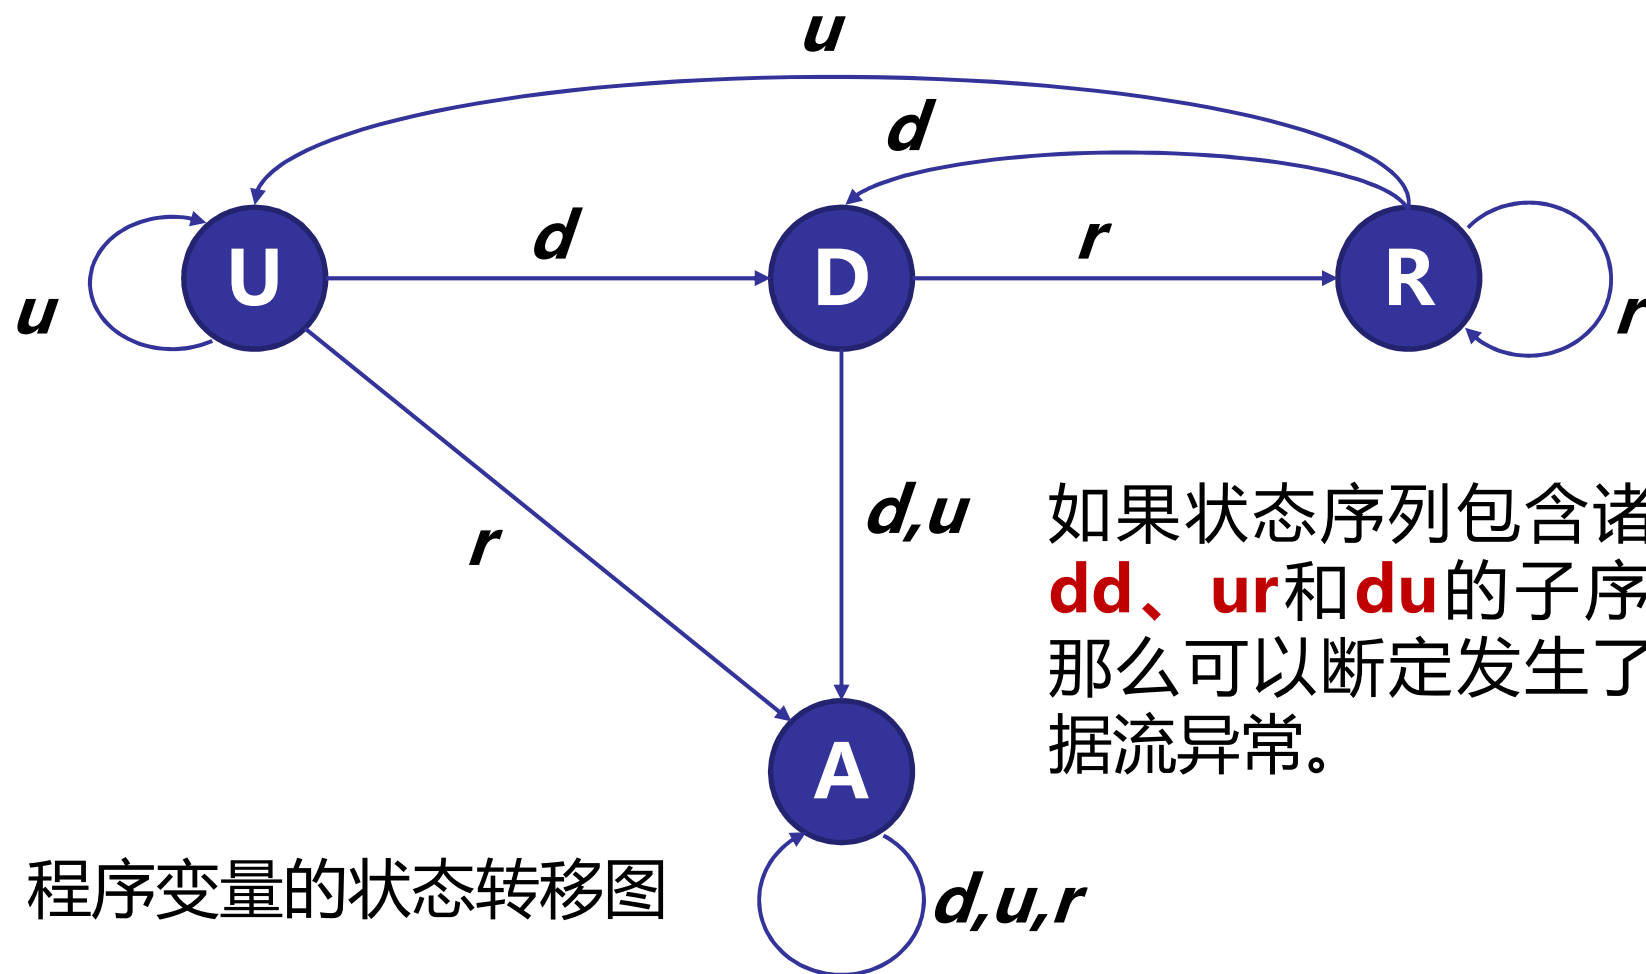 u
d
U
d
D
r
R
u
r
r
d,u
如果状态序列包含诸
dd、ur和du的子序
那么可以断定发生了
据流异常。
A
程序变量的状态转移图
d,u,r